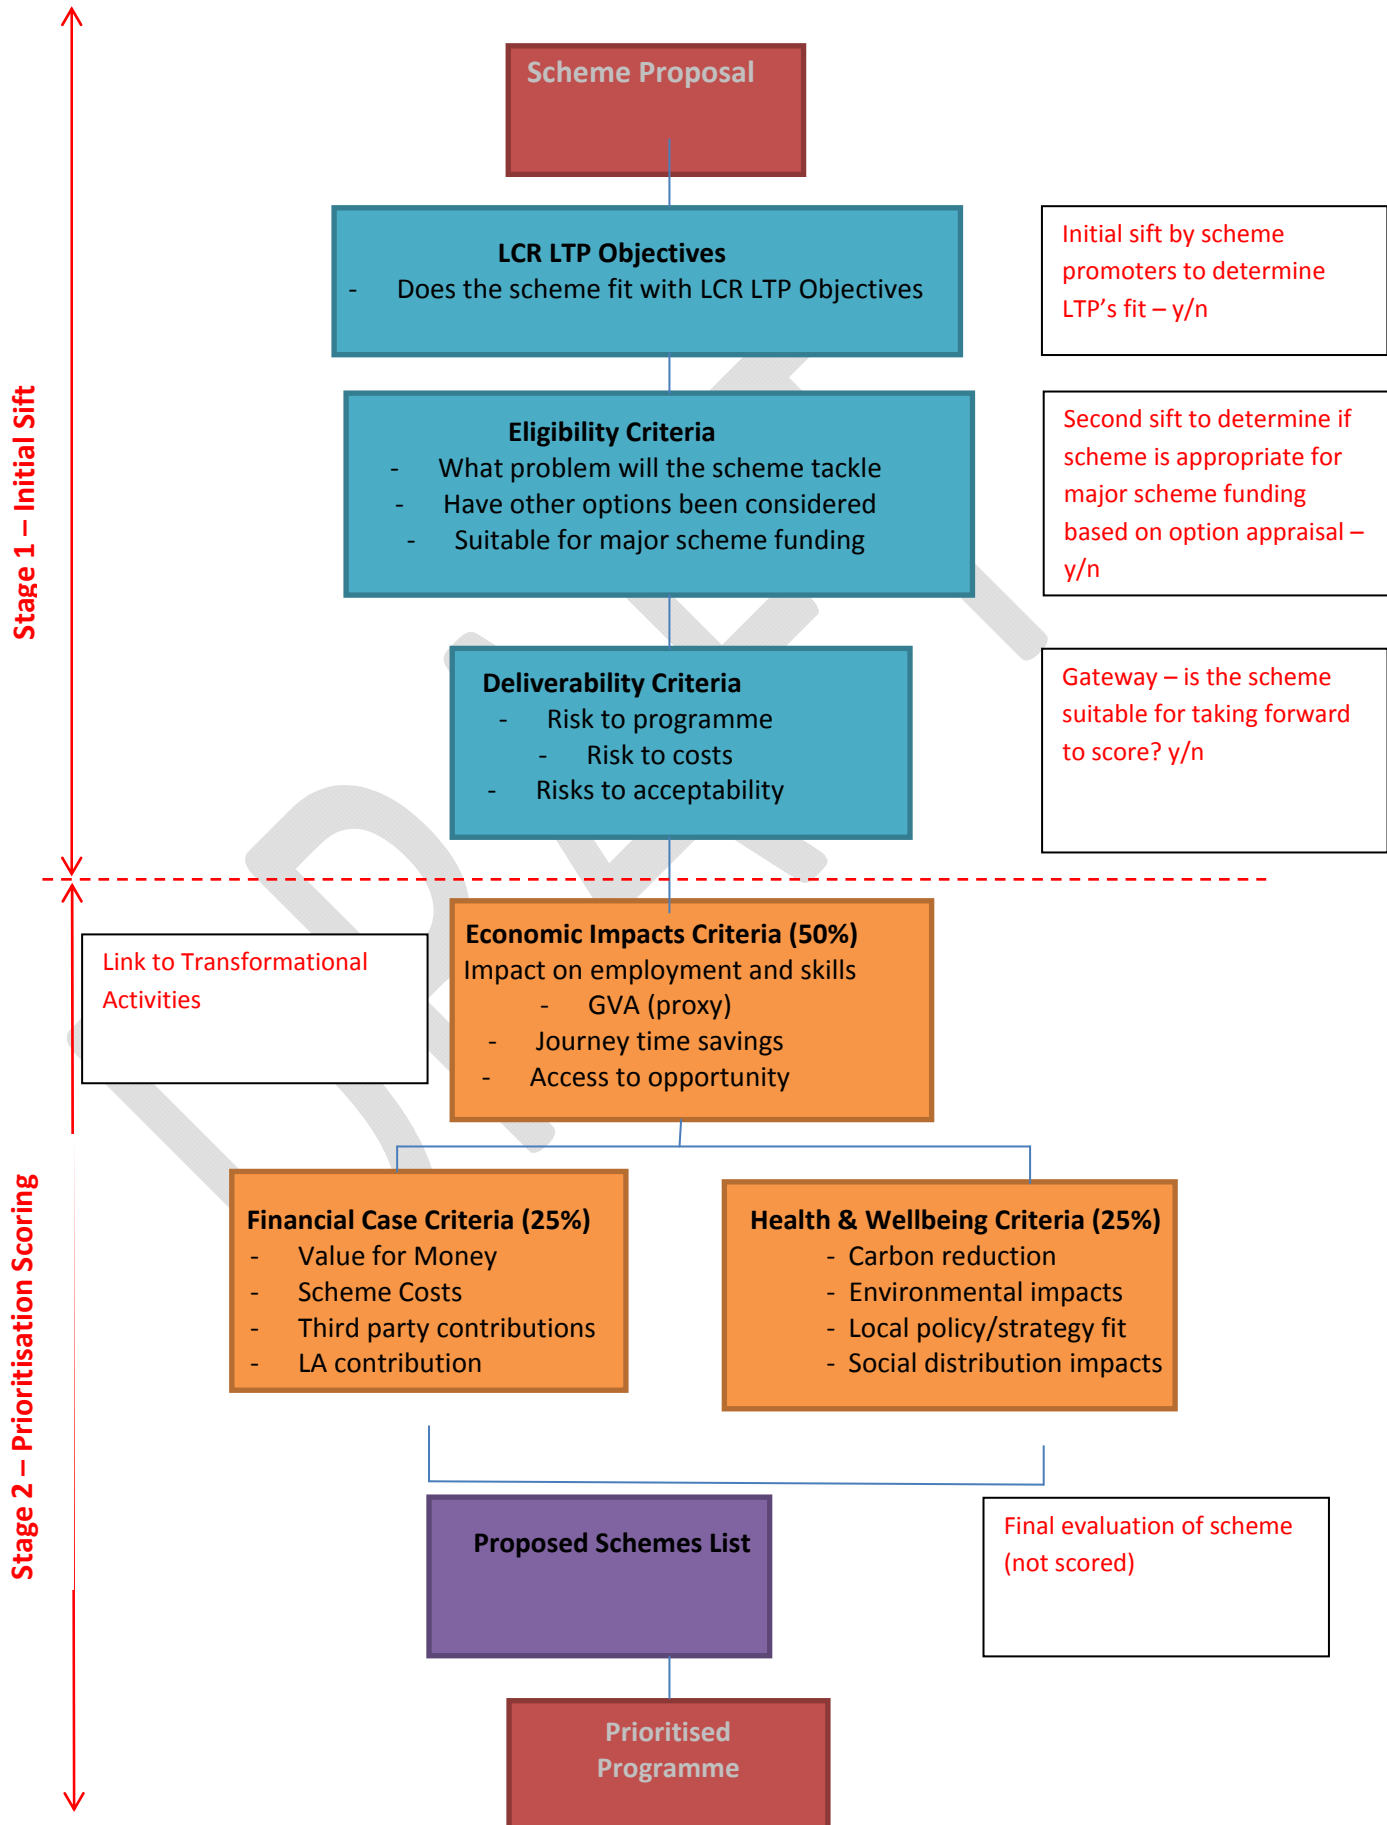 Scheme Proposal
LCR LTP Objectives
- Does the scheme fit with LCR LTP Objectives
Initial sift by scheme
promoters to determine
LTP’s fit – y/n
Stage 1 – Initial Sift
Eligibility Criteria
- What problem will the scheme tackle
- Have other options been considered
- Suitable for major scheme funding
Second sift to determine if
scheme is appropriate for
major scheme funding
based on option appraisal –
y/n
Deliverability Criteria
- Risk to programme
- Risk to costs
- Risks to acceptability
Gateway – is the scheme
suitable for taking forward
to score? y/n
DRAFT
Link to Transformational
Activities
Economic Impacts Criteria (50%)
Impact on employment and skills
- GVA (proxy)
- Journey time savings
- Access to opportunity
Stage 2 – Prioritisation Scoring
Financial Case Criteria (25%)
- Value for Money
- Scheme Costs
- Third party contributions
- LA contribution
Health & Wellbeing Criteria (25%)
- Carbon reduction
- Environmental impacts
- Local policy/strategy fit
- Social distribution impacts
Proposed Schemes List
Final evaluation of scheme
(not scored)
Prioritised
Programme